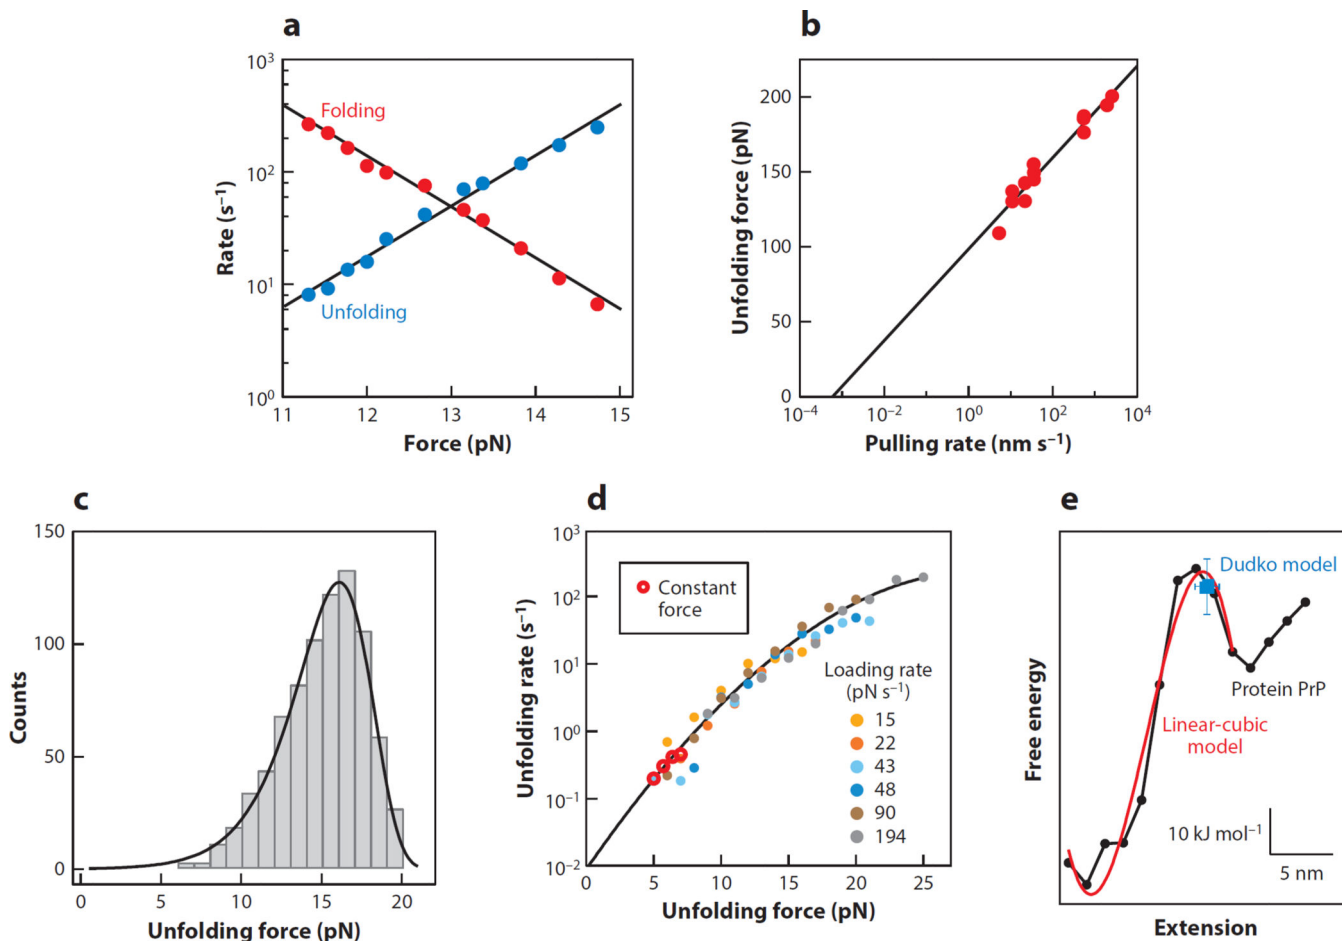 a
10³
10²
10¹
10⁰
Rate (s⁻¹)
Folding
Unfolding
11 12 13 14 15
Force (pN)
b
200
150
100
50
0
Unfolding force (pN)
10⁻⁴ 10⁻² 10⁰ 10² 10⁴
Pulling rate (nm s⁻¹)
c
150
100
50
0
Counts
0 5 10 15 20
Unfolding force (pN)
d
10³
10²
10¹
10⁰
10⁻¹
10⁻²
Unfolding rate (s⁻¹)
Constant
force
Loading rate
(pN s⁻¹)
15
22
43
48
90
194
0 5 10 15 20 25
Unfolding force (pN)
e
Free energy
Dudko model
Protein PrP
Linear-cubic
model
10 kJ mol⁻¹
5 nm
Extension